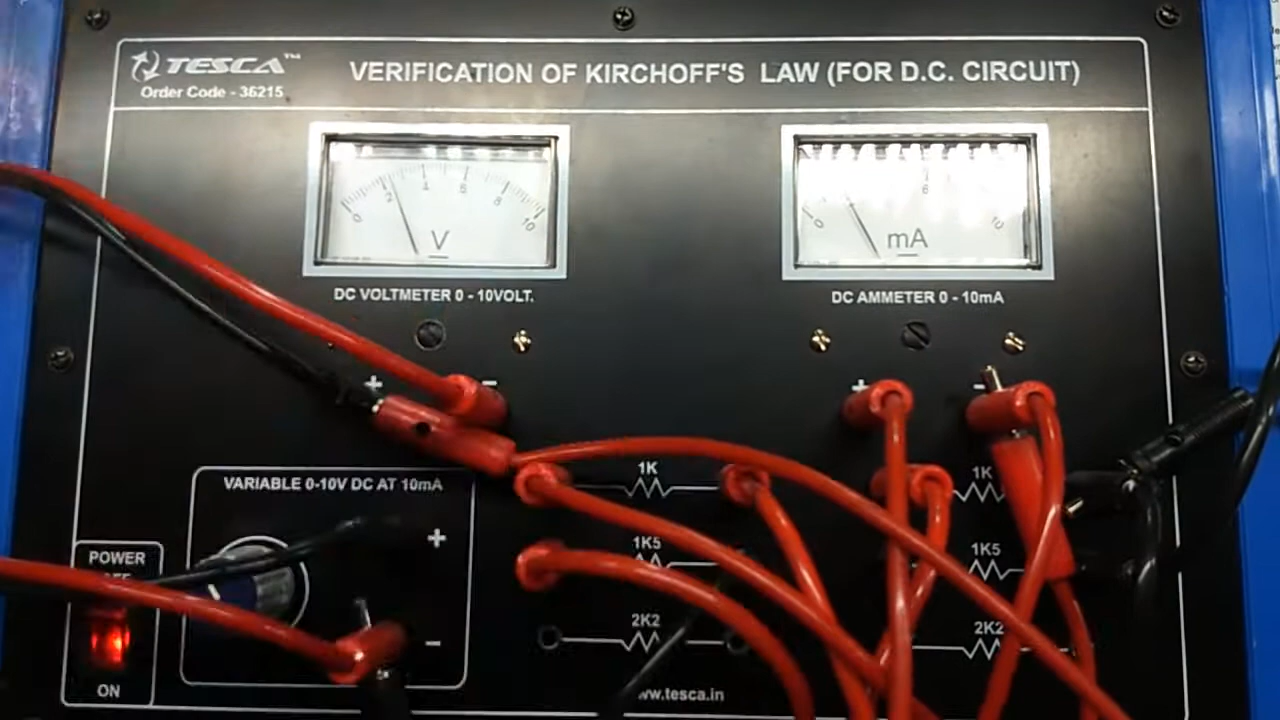 TESCA™
Order Code - 36215
VERIFICATION OF KIRCHOFF'S LAW (FOR D.C. CIRCUIT)
0 2 4 6 8 10
V
0 6 10
mA
DC VOLTMETER 0 - 10VOLT.
DC AMMETER 0 - 10mA
+ -
+ -
VARIABLE 0-10V DC AT 10mA
+
-
POWER
ON
1K
1K5
2K2
1K
1K5
2K2
www.tesca.in